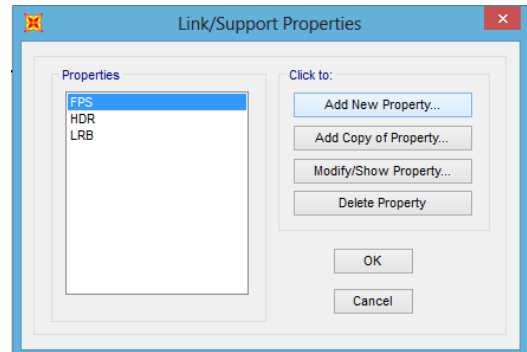 Link/Support Properties
Properties
FPS
HDR
LRB
Click to:
Add New Property...
Add Copy of Property...
Modify/Show Property...
Delete Property
OK
Cancel